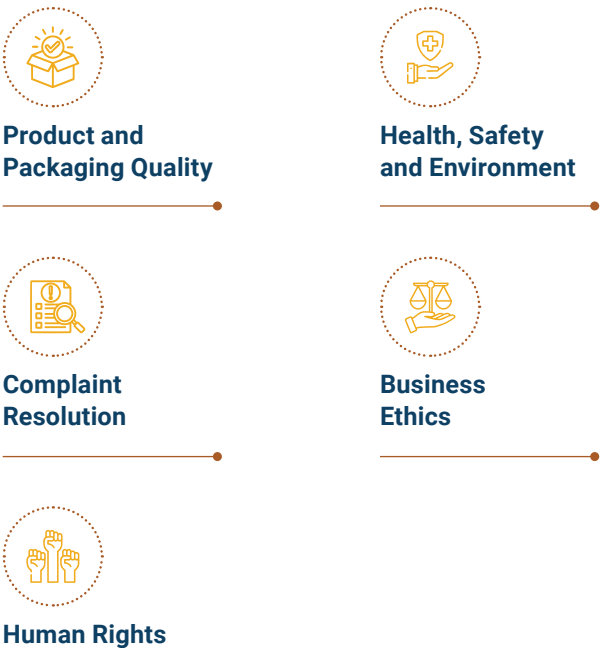 Product and
Packaging Quality
Health, Safety
and Environment
Complaint
Resolution
Business
Ethics
Human Rights